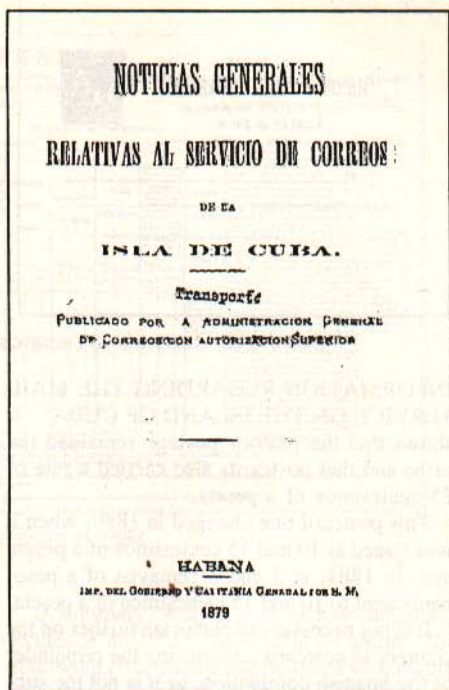 NOTICIAS GENERALES
RELATIVAS AL SERVICIO DE CORREOS
DE LA
ISLA DE CUBA.
Transporte
PUBLICADO POR A ADMINISTRACION GENERAL
DE CORREOS CON AUTORIZACION SUPERIOR
HABANA
IMP. DEL GOBIERNO Y CAPITANIA GENERAL POR S. M.
1879